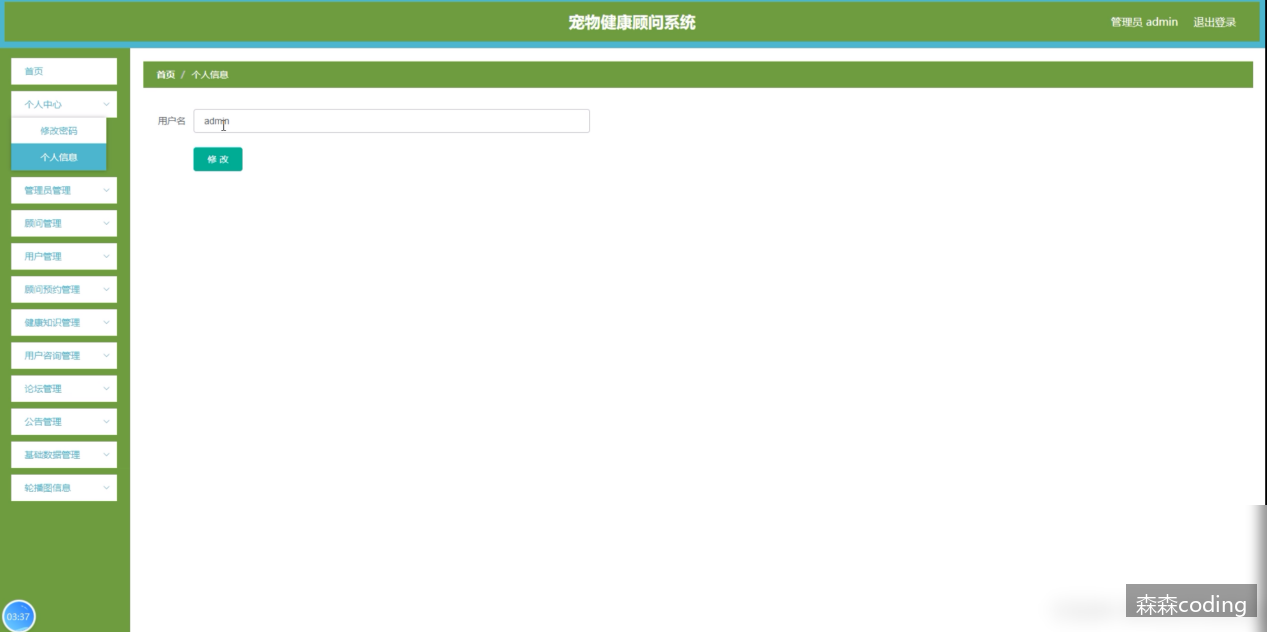 宠物健康顾问系统
管理员 admin 退出登录
首页
个人中心
修改密码
个人信息
管理员管理
顾问管理
用户管理
顾问预约管理
健康知识管理
用户咨询管理
论坛管理
公告管理
基础数据管理
轮播图信息
首页 / 个人信息
用户名 admin
修改
03:37
森森coding